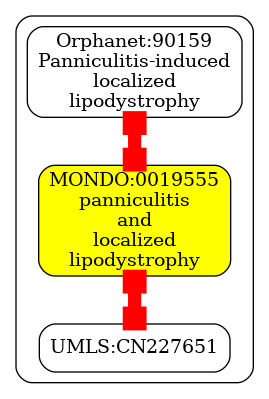 Orphanet:90159
Panniculitis-induced
localized
lipodystrophy
MONDO:0019555
panniculitis
and
localized
lipodystrophy
UMLS:CN227651